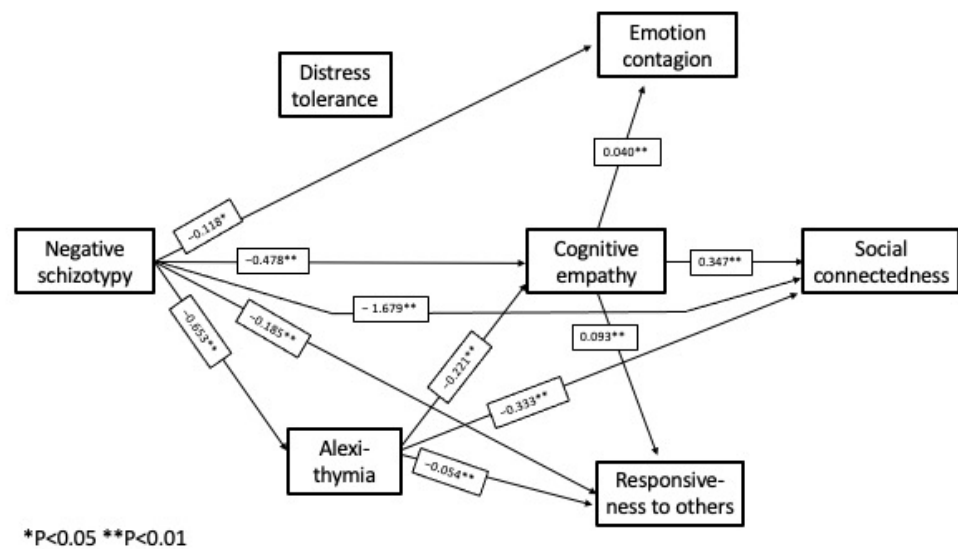 Emotion
contagion
Distress
tolerance
0.040**
−0.118*
Negative
schizotypy
−0.478**
Cognitive
empathy
0.347**
Social
connectedness
− 1.679**
−0.653**
−0.185**
−0.221**
0.093**
−0.333**
Alexi-
thymia
−0.054**
Responsive-
ness to others
*P<0.05 **P<0.01